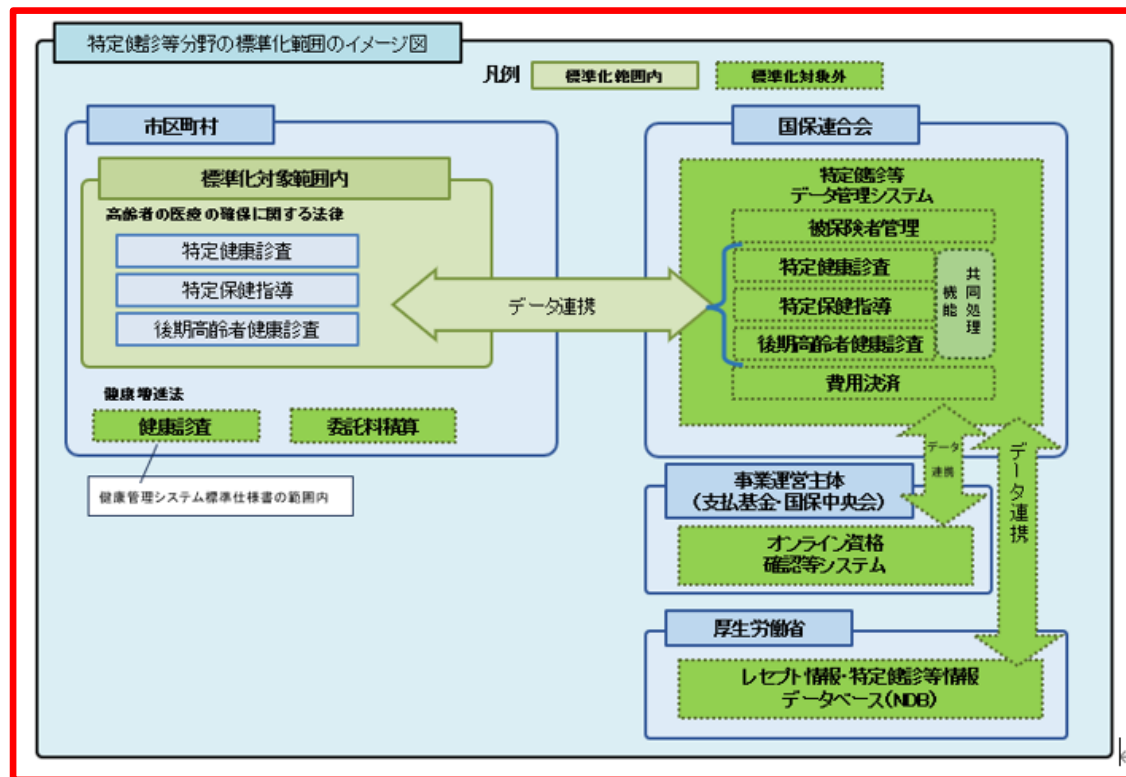 特定健診等分野の標準化範囲のイメージ図
凡例
標準化範囲内
標準化対象外
市区町村
標準化対象範囲内
高齢者の医療の確保に関する法律
特定健康診査
特定保健指導
後期高齢者健康診査
健康増進法
健康診査
委託料積算
健康管理システム標準仕様書の範囲内
データ連携
国保連合会
特定健診等
データ管理システム
被保険者管理
特定健康診査
特定保健指導
後期高齢者健康診査
共同処理
機能
費用決済
データ
連携
データ連携
事業運営主体
(支払基金・国保中央会)
オンライン資格
確認等システム
厚生労働省
レセプト情報・特定健診等情報
データベース(NDB)